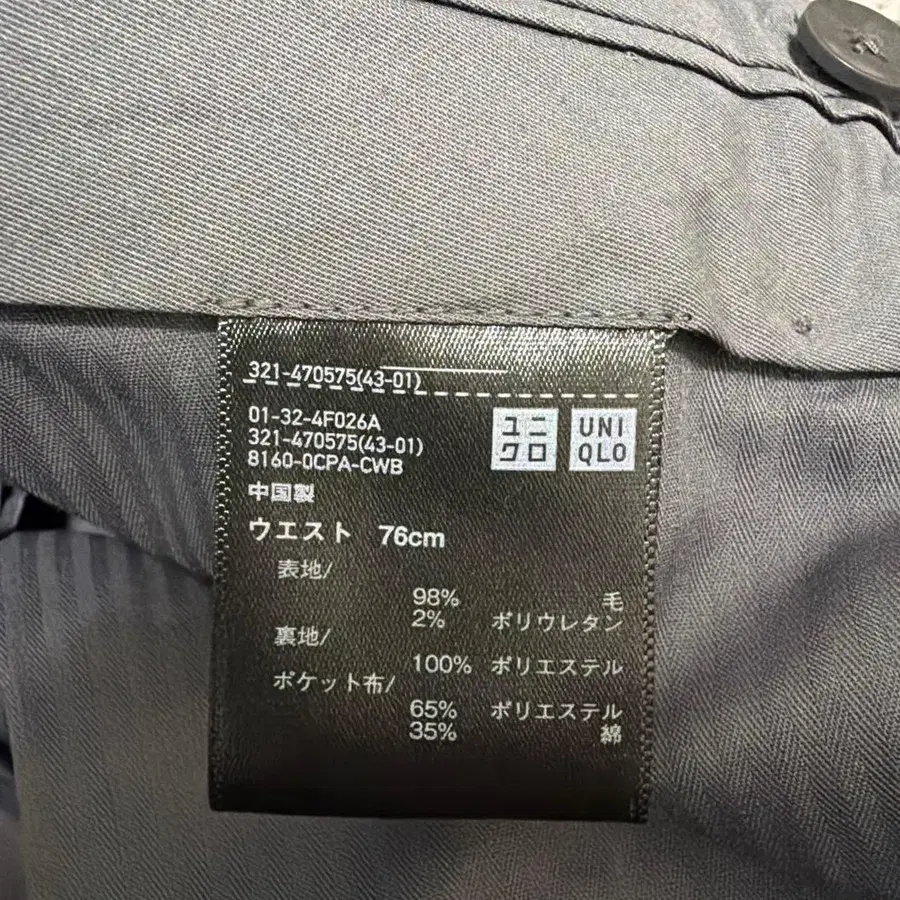 321-470575(43-01)
01-32-4F026A
321-470575(43-01)
8160-0CPA-CWB
ユニ
クロ
UNI
QLO
中国製
ウエスト 76cm
表地/
98% 毛
2% ポリウレタン
裏地/
100% ポリエステル
ポケット布/
65% ポリエステル
35% 綿